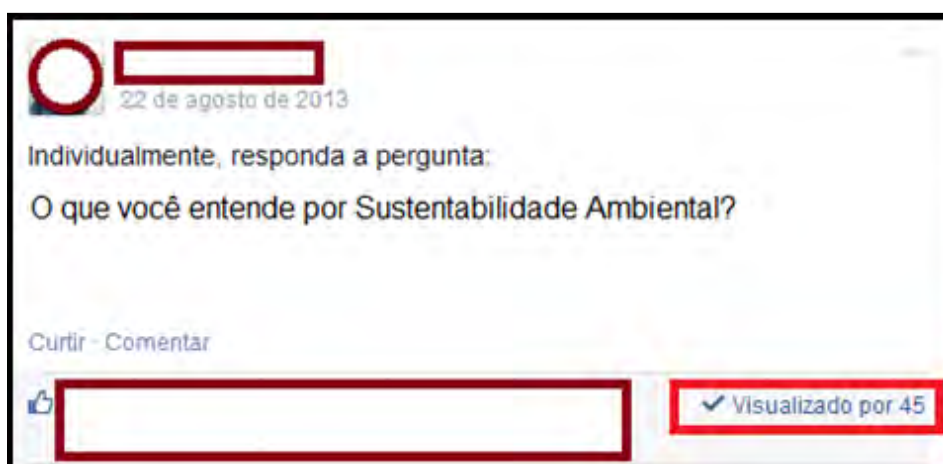 22 de agosto de 2013
Individualmente, responda a pergunta:
O que você entende por Sustentabilidade Ambiental?
Curtir · Comentar
Visualizado por 45